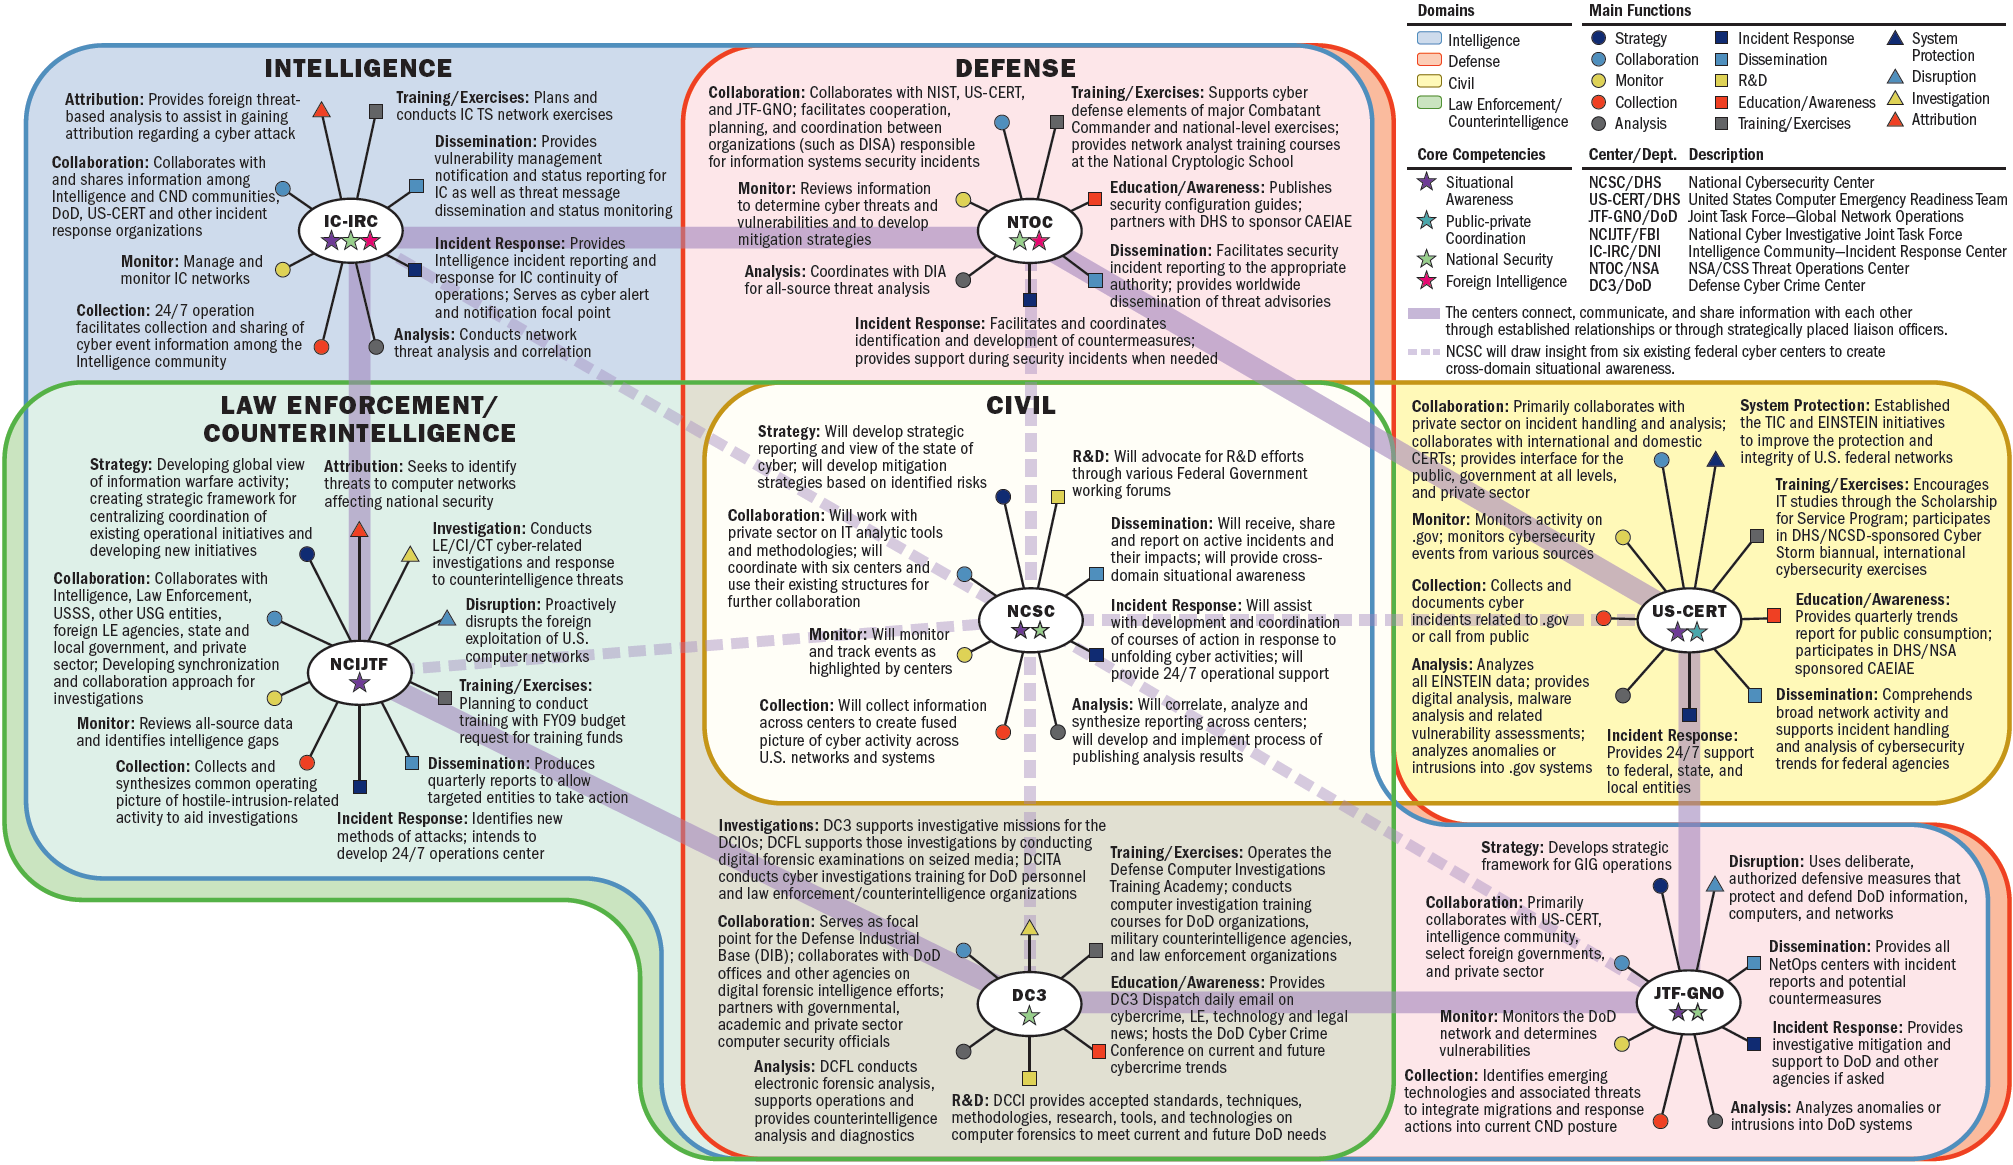 Domains
Intelligence
Defense
Civil
Law Enforcement/
Counterintelligence
Main Functions
Strategy
Collaboration
Monitor
Collection
Analysis
Incident Response
Dissemination
R&D
Education/Awareness
Training/Exercises
System
Protection
Disruption
Investigation
Attribution
Core Competencies
Situational
Awareness
Public-private
Coordination
National Security
Foreign Intelligence
Center/Dept. Description
NCSC/DHS National Cybersecurity Center
US-CERT/DHS United States Computer Emergency Readiness Team
JTF-GNO/DoD Joint Task Force—Global Network Operations
NCIJTF/FBI National Cyber Investigative Joint Task Force
IC-IRC/DNI Intelligence Community—Incident Response Center
NTOC/NSA NSA/CSS Threat Operations Center
DC3/DoD Defense Cyber Crime Center
The centers connect, communicate, and share information with each other
through established relationships or through strategically placed liaison officers.
NCSC will draw insight from six existing federal cyber centers to create
cross-domain situational awareness.
INTELLIGENCE
Attribution: Provides foreign threat-
based analysis to assist in gaining
attribution regarding a cyber attack
Training/Exercises: Plans and
conducts IC TS network exercises
Collaboration: Collaborates with
and shares information among
Intelligence and CND communities,
DoD, US-CERT and other incident
response organizations
Dissemination: Provides
vulnerability management
notification and status reporting for
IC as well as threat message
dissemination and status monitoring
IC-IRC
Monitor: Manage and
monitor IC networks
Incident Response: Provides
Intelligence incident reporting and
response for IC continuity of
operations; Serves as cyber alert
and notification focal point
Collection: 24/7 operation
facilitates collection and sharing of
cyber event information among the
Intelligence community
Analysis: Conducts network
threat analysis and correlation
DEFENSE
Collaboration: Collaborates with NIST, US-CERT,
and JTF-GNO; facilitates cooperation,
planning, and coordination between
organizations (such as DISA) responsible
for information systems security incidents
Training/Exercises: Supports cyber
defense elements of major Combatant
Commander and national-level exercises;
provides network analyst training courses
at the National Cryptologic School
Monitor: Reviews information
to determine cyber threats and
vulnerabilities and to develop
mitigation strategies
Education/Awareness: Publishes
security configuration guides;
partners with DHS to sponsor CAEIAE
NTOC
Analysis: Coordinates with DIA
for all-source threat analysis
Dissemination: Facilitates security
incident reporting to the appropriate
authority; provides worldwide
dissemination of threat advisories
Incident Response: Facilitates and coordinates
identification and development of countermeasures;
provides support during security incidents when needed
LAW ENFORCEMENT/
COUNTERINTELLIGENCE
Strategy: Developing global view
of information warfare activity;
creating strategic framework for
centralizing coordination of
existing operational initiatives and
developing new initiatives
Attribution: Seeks to identify
threats to computer networks
affecting national security
Investigation: Conducts
LE/CI/CT cyber-related
investigations and response
to counterintelligence threats
Collaboration: Collaborates with
Intelligence, Law Enforcement,
USSS, other USG entities,
foreign LE agencies, state and
local government, and private
sector; Developing synchronization
and collaboration approach for
investigations
Disruption: Proactively
disrupts the foreign
exploitation of U.S.
computer networks
NCIJTF
Training/Exercises:
Planning to conduct
training with FY09 budget
request for training funds
Monitor: Reviews all-source data
and identifies intelligence gaps
Collection: Collects and
synthesizes common operating
picture of hostile-intrusion-related
activity to aid investigations
Dissemination: Produces
quarterly reports to allow
targeted entities to take action
Incident Response: Identifies new
methods of attacks; intends to
develop 24/7 operations center
CIVIL
Strategy: Will develop strategic
reporting and view of the state of
cyber; will develop mitigation
strategies based on identified risks
R&D: Will advocate for R&D efforts
through various Federal Government
working forums
Collaboration: Will work with
private sector on IT analytic tools
and methodologies; will
coordinate with six centers and
use their existing structures for
further collaboration
Dissemination: Will receive, share
and report on active incidents and
their impacts; will provide cross-
domain situational awareness
NCSC
Monitor: Will monitor
and track events as
highlighted by centers
Incident Response: Will assist
with development and coordination
of courses of action in response to
unfolding cyber activities; will
provide 24/7 operational support
Collection: Will collect information
across centers to create fused
picture of cyber activity across
U.S. networks and systems
Analysis: Will correlate, analyze and
synthesize reporting across centers;
will develop and implement process of
publishing analysis results
Collaboration: Primarily collaborates with
private sector on incident handling and analysis;
collaborates with international and domestic
CERTs; provides interface for the
public, government at all levels,
and private sector
System Protection: Established
the TIC and EINSTEIN initiatives
to improve the protection and
integrity of U.S. federal networks
Monitor: Monitors activity on
.gov; monitors cybersecurity
events from various sources
Training/Exercises: Encourages
IT studies through the Scholarship
for Service Program; participates
in DHS/NCSD-sponsored Cyber
Storm biannual, international
cybersecurity exercises
Collection: Collects and
documents cyber
incidents related to .gov
or call from public
US-CERT
Education/Awareness:
Provides quarterly trends
report for public consumption;
participates in DHS/NSA
sponsored CAEIAE
Analysis: Analyzes
all EINSTEIN data; provides
digital analysis, malware
analysis and related
vulnerability assessments;
analyzes anomalies or
intrusions into .gov systems
Incident Response:
Provides 24/7 support
to federal, state, and
local entities
Dissemination: Comprehends
broad network activity and
supports incident handling
and analysis of cybersecurity
trends for federal agencies
Investigations: DC3 supports investigative missions for the
DCIOs; DCFL supports those investigations by conducting
digital forensic examinations on seized media; DCITA
conducts cyber investigations training for DoD personnel
and law enforcement/counterintelligence organizations
Training/Exercises: Operates the
Defense Computer Investigations
Training Academy; conducts
computer investigation training
courses for DoD organizations,
military counterintelligence agencies,
and law enforcement organizations
Collaboration: Serves as focal
point for the Defense Industrial
Base (DIB); collaborates with DoD
offices and other agencies on
digital forensic intelligence efforts;
partners with governmental,
academic and private sector
computer security officials
DC3
Education/Awareness: Provides
DC3 Dispatch daily email on
cybercrime, LE, technology and legal
news; hosts the DoD Cyber Crime
Conference on current and future
cybercrime trends
Analysis: DCFL conducts
electronic forensic analysis,
supports operations and
provides counterintelligence
analysis and diagnostics
R&D: DCCI provides accepted standards, techniques,
methodologies, research, tools, and technologies on
computer forensics to meet current and future DoD needs
Strategy: Develops strategic
framework for GIG operations
Disruption: Uses deliberate,
authorized defensive measures that
protect and defend DoD information,
computers, and networks
Collaboration: Primarily
collaborates with US-CERT,
intelligence community,
select foreign governments,
and private sector
Dissemination: Provides all
NetOps centers with incident
reports and potential
countermeasures
JTF-GNO
Monitor: Monitors the DoD
network and determines
vulnerabilities
Incident Response: Provides
investigative mitigation and
support to DoD and other
agencies if asked
Collection: Identifies emerging
technologies and associated threats
to integrate migrations and response
actions into current CND posture
Analysis: Analyzes anomalies or
intrusions into DoD systems